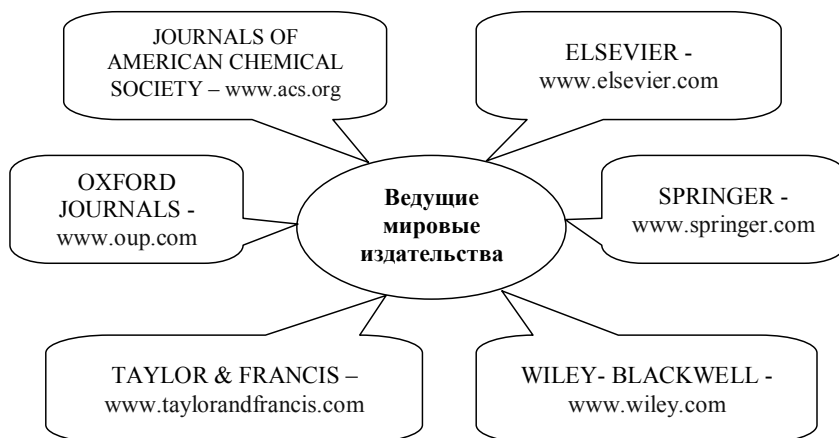 JOURNALS OF
AMERICAN CHEMICAL
SOCIETY – www.acs.org
ELSEVIER -
www.elsevier.com
OXFORD
JOURNALS -
www.oup.com
Ведущие
мировые
издательства
SPRINGER -
www.springer.com
TAYLOR & FRANCIS –
www.taylorandfrancis.com
WILEY- BLACKWELL -
www.wiley.com